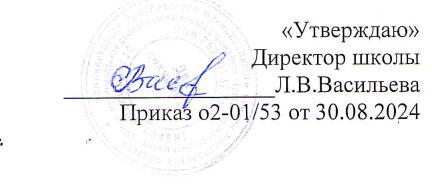 «Утверждаю»
Директор школы
Л.В.Васильева
Приказ о2-01/53 от 30.08.2024